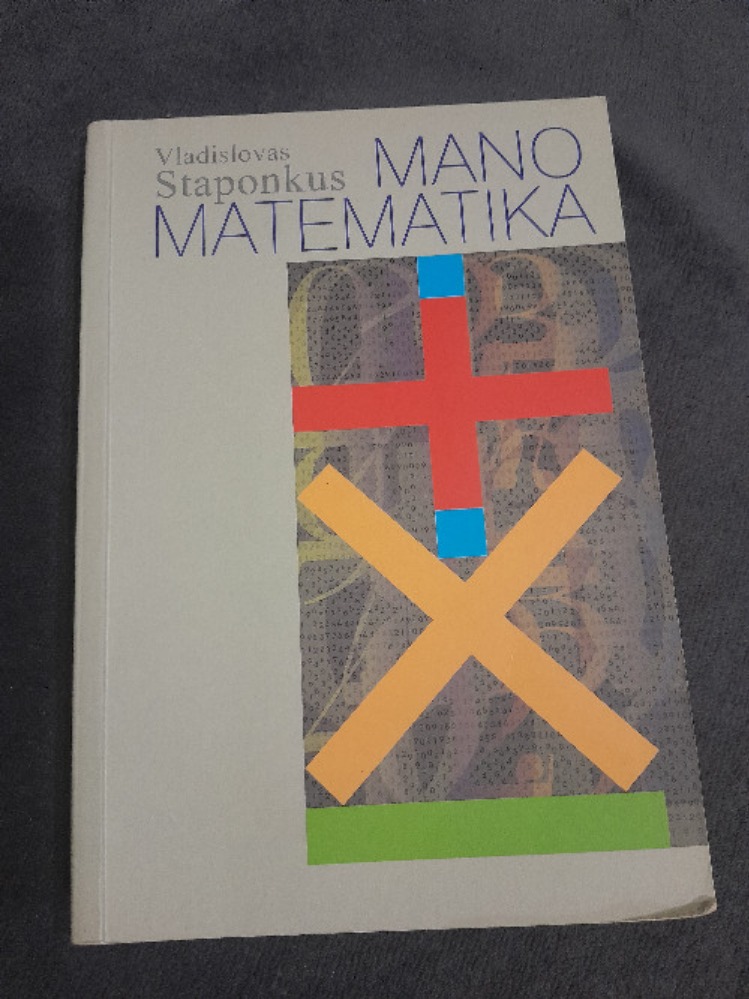 Vladislovas
Staponkus MANO
MATEMATIKA